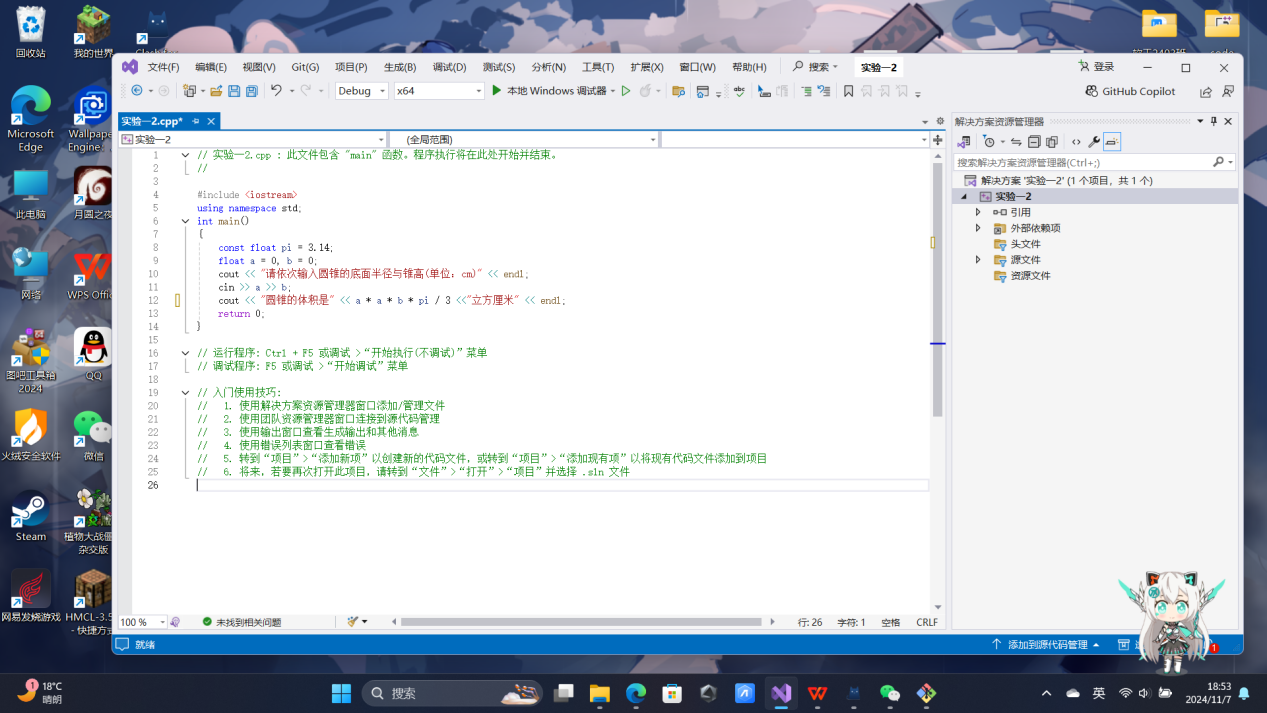 回收站
我的世界
Microsoft
Edge
Wallpaper
Engine：
此电脑
月圆之夜
网络
WPS Office
图吧工具箱
2024
QQ
火绒安全软件
微信
Steam
植物大战僵
杂交版
网易发烧游戏
HMCL-3.5
- 快捷方式
文件(F) 编辑(E) 视图(V) Git(G) 项目(P) 生成(B) 调试(D) 测试(S) 分析(N) 工具(T) 扩展(X) 窗口(W) 帮助(H) 搜索 实验一2 登录
Debug x64 本地 Windows 调试器 GitHub Copilot
实验一2.cpp*
实验一2 (全局范围)
1 // 实验一2.cpp : 此文件包含 "main" 函数。程序执行将在此处开始并结束。
2 //
3
4 #include <iostream>
5 using namespace std;
6 int main()
7 {
8 const float pi = 3.14;
9 float a = 0, b = 0;
10 cout << "请依次输入圆锥的底面半径与锥高(单位：cm)" << endl;
11 cin >> a >> b;
12 cout << "圆锥的体积是" << a * a * b * pi / 3 <<"立方厘米" << endl;
13 return 0;
14 }
15
16 // 运行程序: Ctrl + F5 或调试 >“开始执行(不调试)”菜单
17 // 调试程序: F5 或调试 >“开始调试”菜单
18
19 // 入门使用技巧:
20 // 1. 使用解决方案资源管理器窗口添加/管理文件
21 // 2. 使用团队资源管理器窗口连接到源代码管理
22 // 3. 使用输出窗口查看生成输出和其他消息
23 // 4. 使用错误列表窗口查看错误
24 // 5. 转到“项目”>“添加新项”以创建新的代码文件，或转到“项目”>“添加现有项”以将现有代码文件添加到项目
25 // 6. 将来，若要再次打开此项目，请转到“文件”>“打开”>“项目”并选择 .sln 文件
26
100 % 未找到相关问题 行: 26 字符: 1 空格 CRLF
解决方案资源管理器
搜索解决方案资源管理器(Ctrl+;)
解决方案 '实验一2' (1 个项目，共 1 个)
实验一2
引用
外部依赖项
头文件
源文件
资源文件
就绪 添加到源代码管理 1
1 18°C
晴朗
搜索
英
18:53
2024/11/7